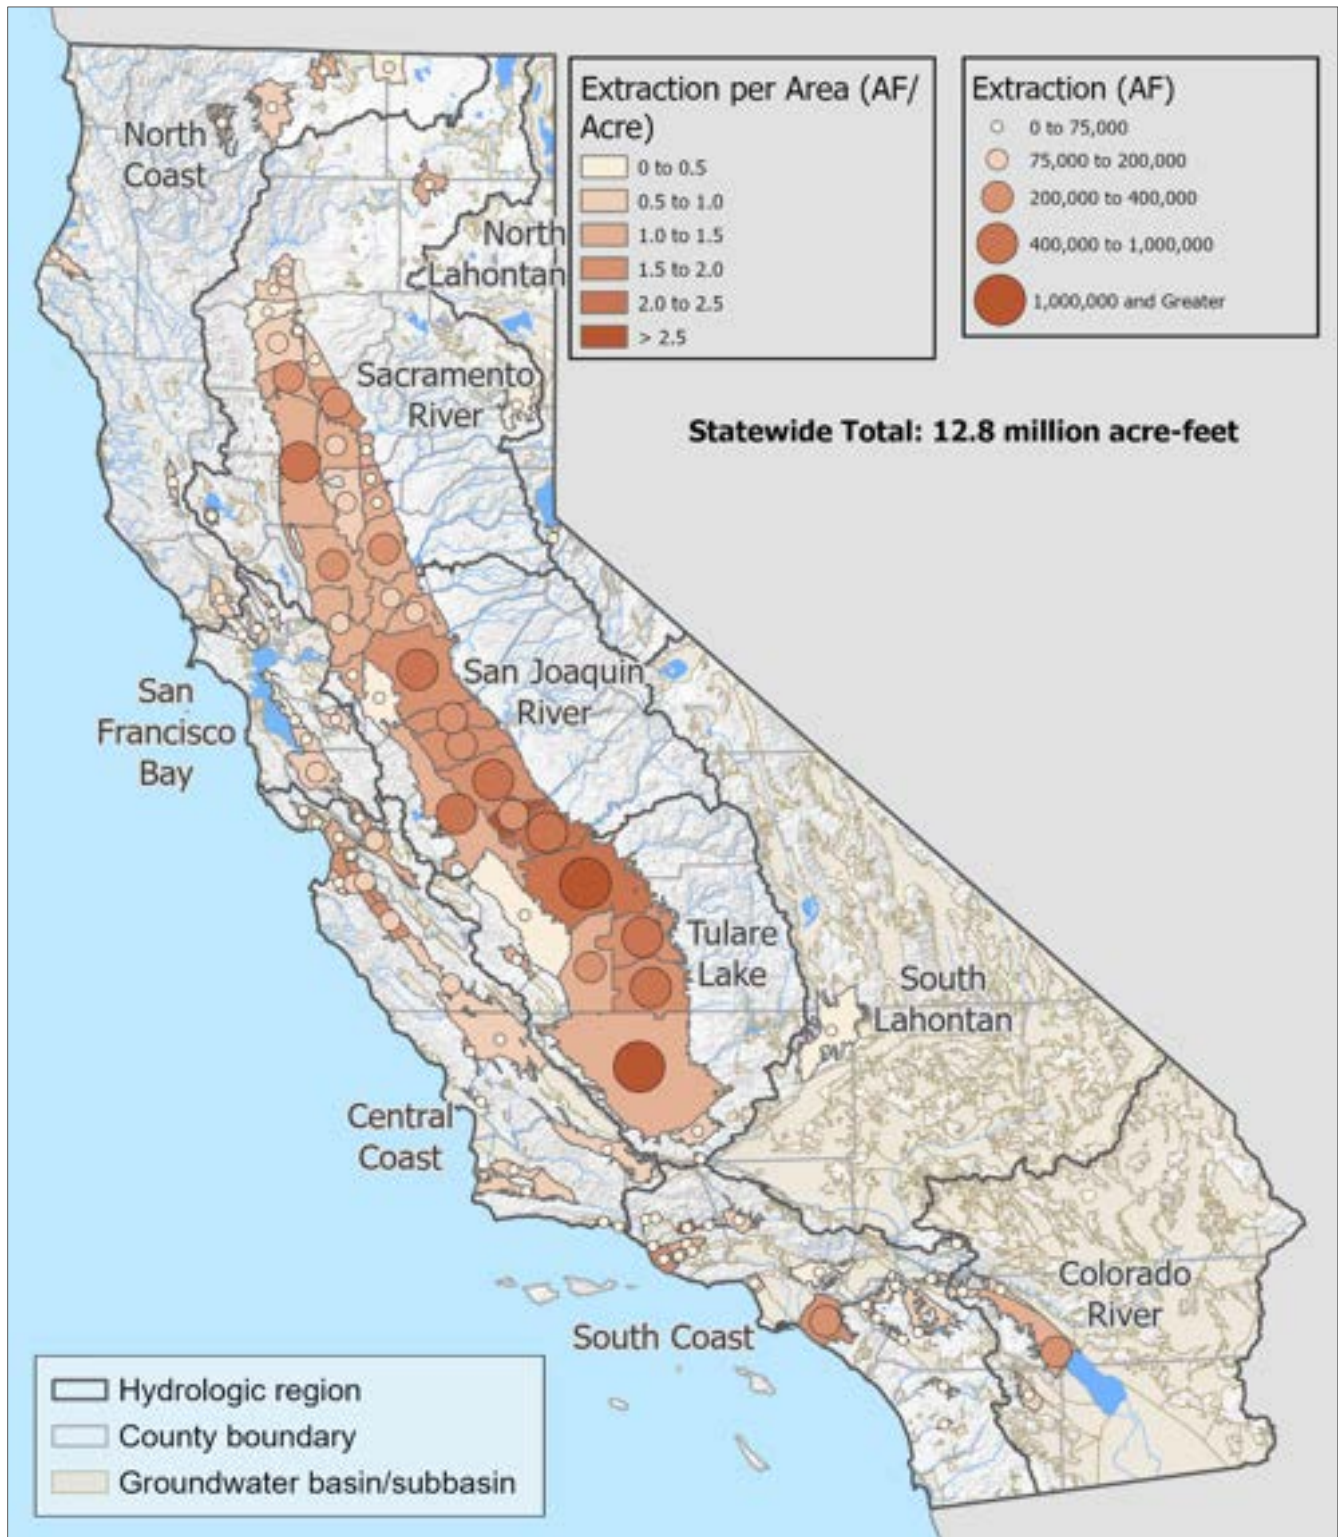 Extraction per Area (AF/
Acre)
0 to 0.5
0.5 to 1.0
1.0 to 1.5
1.5 to 2.0
2.0 to 2.5
> 2.5
Extraction (AF)
0 to 75,000
75,000 to 200,000
200,000 to 400,000
400,000 to 1,000,000
1,000,000 and Greater
Statewide Total: 12.8 million acre-feet
North
Coast
North
Lahontan
Sacramento
River
San Joaquin
River
San
Francisco
Bay
Tulare
Lake
South
Lahontan
Central
Coast
Colorado
River
South Coast
Hydrologic region
County boundary
Groundwater basin/subbasin